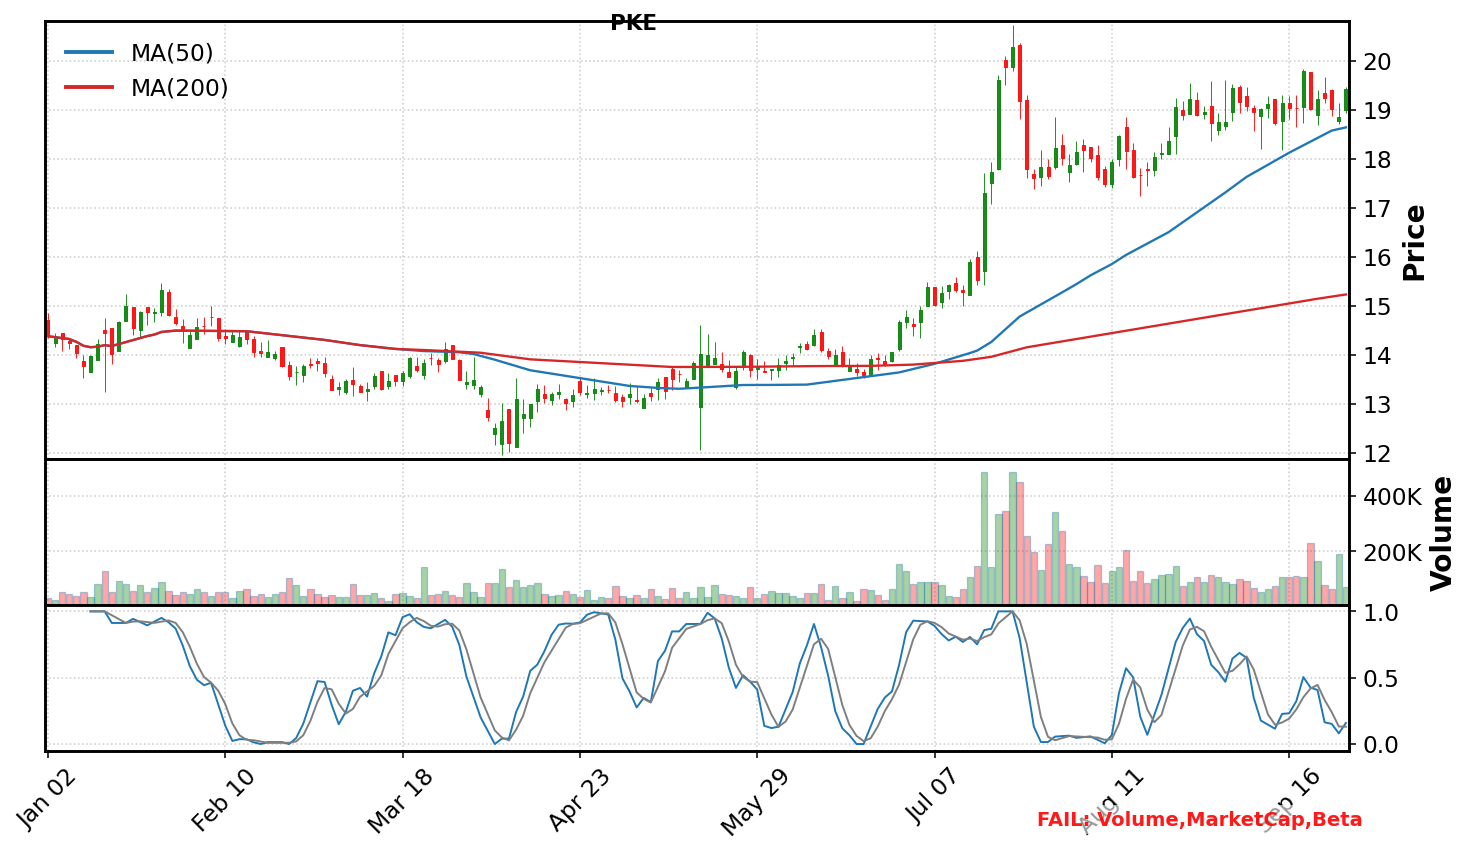 PKE
MA(50)
MA(200)
20
19
18
17
16
15
14
13
12
Price
400K
200K
Volume
1.0
0.5
0.0
Jan 02
Feb 10
Mar 18
Apr 23
May 29
Jul 07
Aug 11
Sep 16
FAIL: Volume,MarketCap,Beta